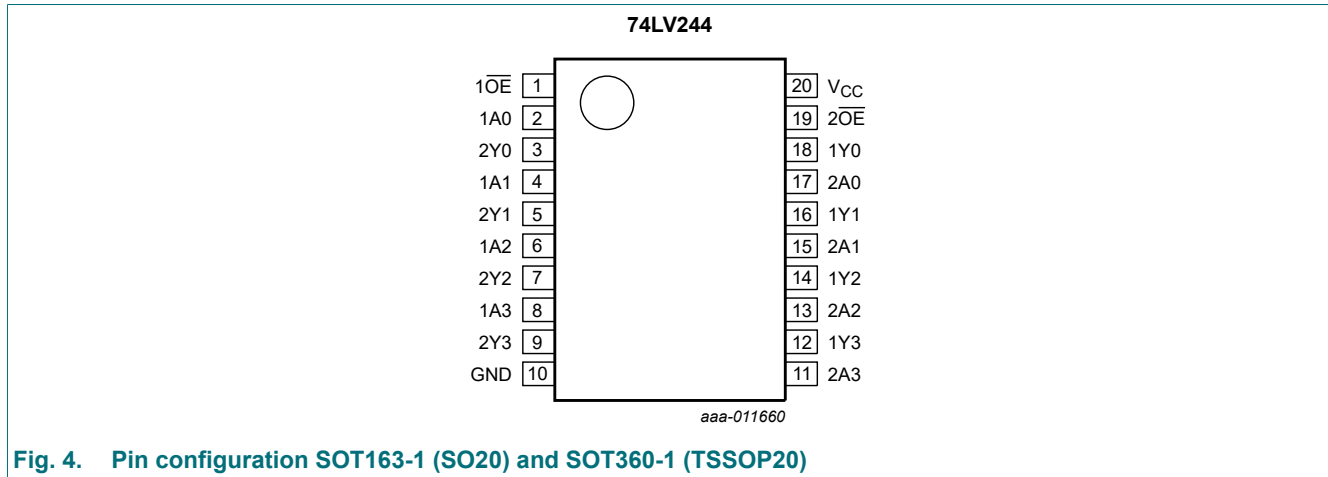 74LV244
1O̅E̅ 1
1A0 2
2Y0 3
1A1 4
2Y1 5
1A2 6
2Y2 7
1A3 8
2Y3 9
GND 10
20 VCC
19 2O̅E̅
18 1Y0
17 2A0
16 1Y1
15 2A1
14 1Y2
13 2A2
12 1Y3
11 2A3
aaa-011660
Fig. 4. Pin configuration SOT163-1 (SO20) and SOT360-1 (TSSOP20)